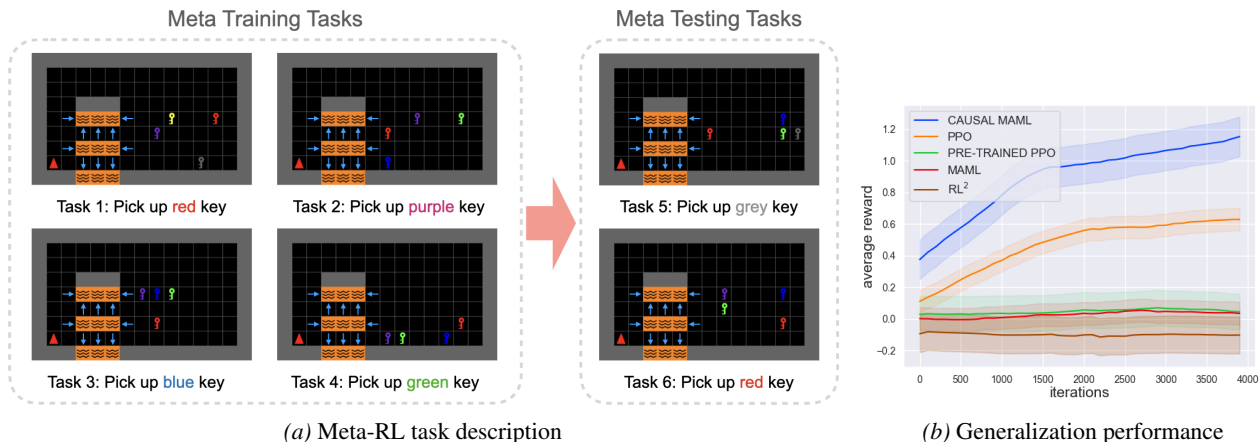 Meta Training Tasks
Meta Testing Tasks
Task 1: Pick up red key
Task 2: Pick up purple key
Task 5: Pick up grey key
Task 3: Pick up blue key
Task 4: Pick up green key
Task 6: Pick up red key
CAUSAL MAML
PPO
PRE-TRAINED PPO
MAML
RL²
1.2
1.0
0.8
0.6
0.4
0.2
0.0
−0.2
average reward
0 500 1000 1500 2000 2500 3000 3500 4000
iterations
(a) Meta-RL task description
(b) Generalization performance